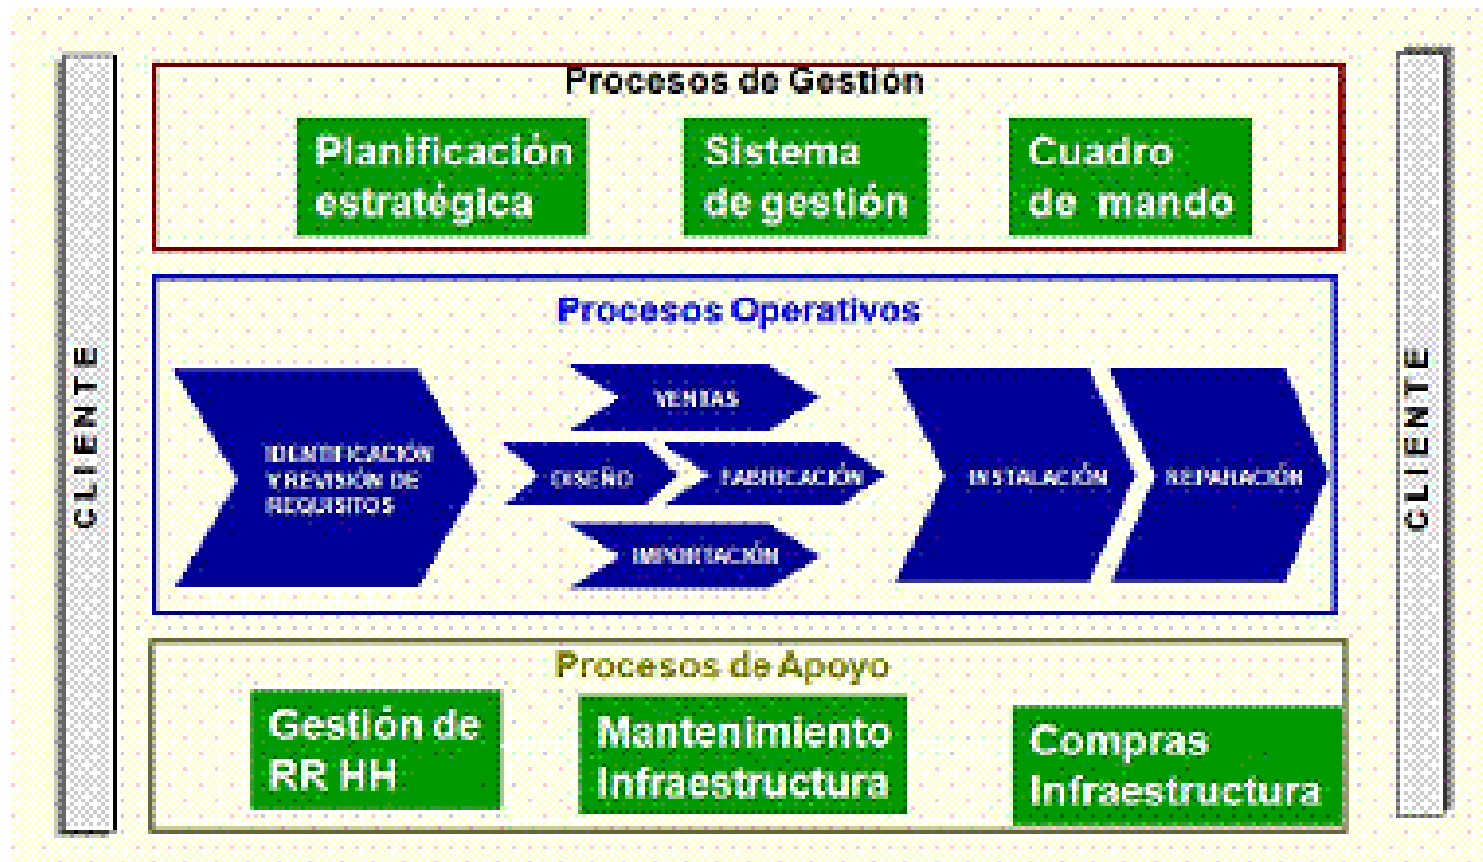 Procesos de Gestión
Planificación
estratégica
Sistema
de gestión
Cuadro
de mando
CLIENTE
Procesos Operativos
IDENTIFICACIÓN
Y REVISIÓN DE
REQUISITOS
VENTAS
DISEÑO
FABRICACIÓN
IMPORTACIÓN
INSTALACIÓN
REPARACIÓN
CLIENTE
Procesos de Apoyo
Gestión de
RR HH
Mantenimiento
Infraestructura
Compras
Infraestructura